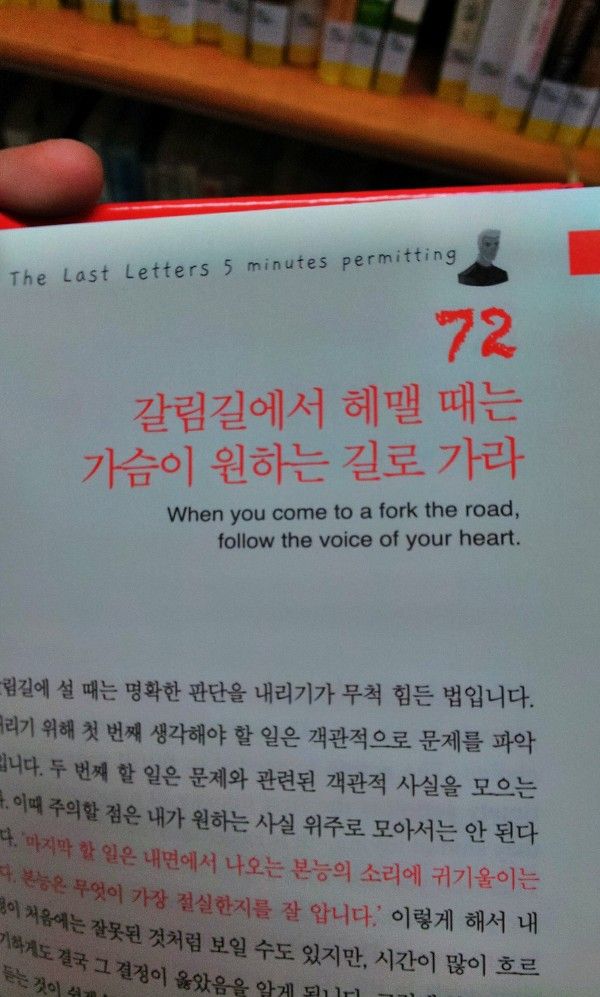 The Last Letters 5 minutes permitting
72
갈림길에서 헤맬 때는
가슴이 원하는 길로 가라
When you come to a fork the road,
follow the voice of your heart.
설 때는 명확한 판단을 내리기가 무척 힘든 법입니다.
위해 첫 번째 생각해야 할 일은 객관적으로 문제를 파악
두 번째 할 일은 문제와 관련된 객관적 사실을 모으는
이때 주의할 점은 내가 원하는 사실 위주로 모아서는 안 된다
'마지막 할 일은 내면에서 나오는 본능의 소리에 귀기울이는
본능은 무엇이 가장 절실한지를 잘 압니다.' 이렇게 해서 내
처음에는 잘못된 것처럼 보일 수도 있지만, 시간이 많이 흐르
결국 그 결정이 옳았음을 알게 됩니다.
듣는 것이